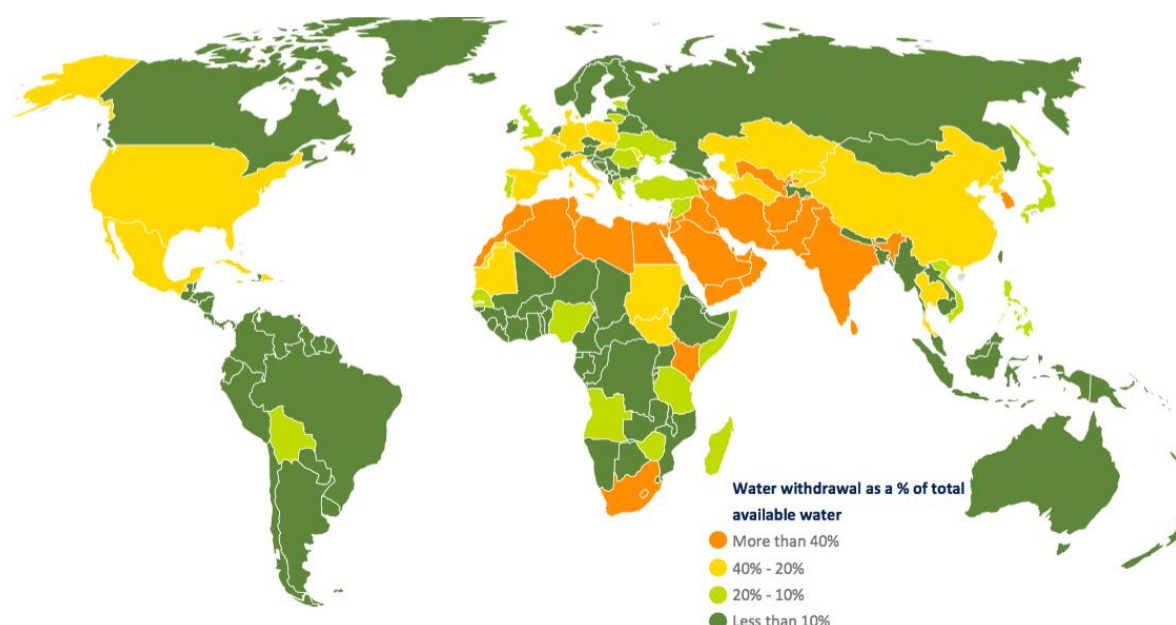 Water withdrawal as a % of total
available water
More than 40%
40% - 20%
20% - 10%
Less than 10%